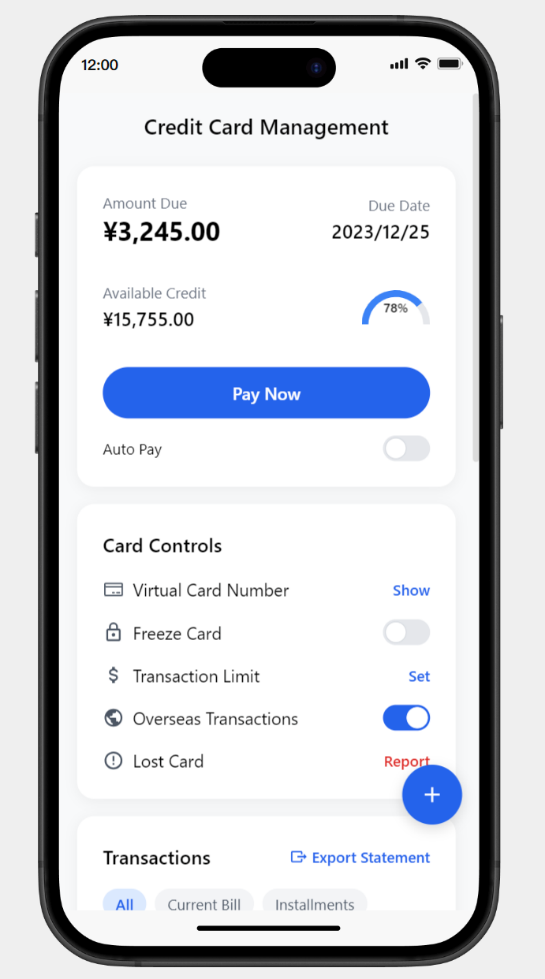 12:00
Credit Card Management
Amount Due
Due Date
¥3,245.00
2023/12/25
Available Credit
78%
¥15,755.00
Pay Now
Auto Pay
Card Controls
Virtual Card Number Show
Freeze Card
Transaction Limit Set
Overseas Transactions
Lost Card Report
+
Transactions Export Statement
All Current Bill Installments